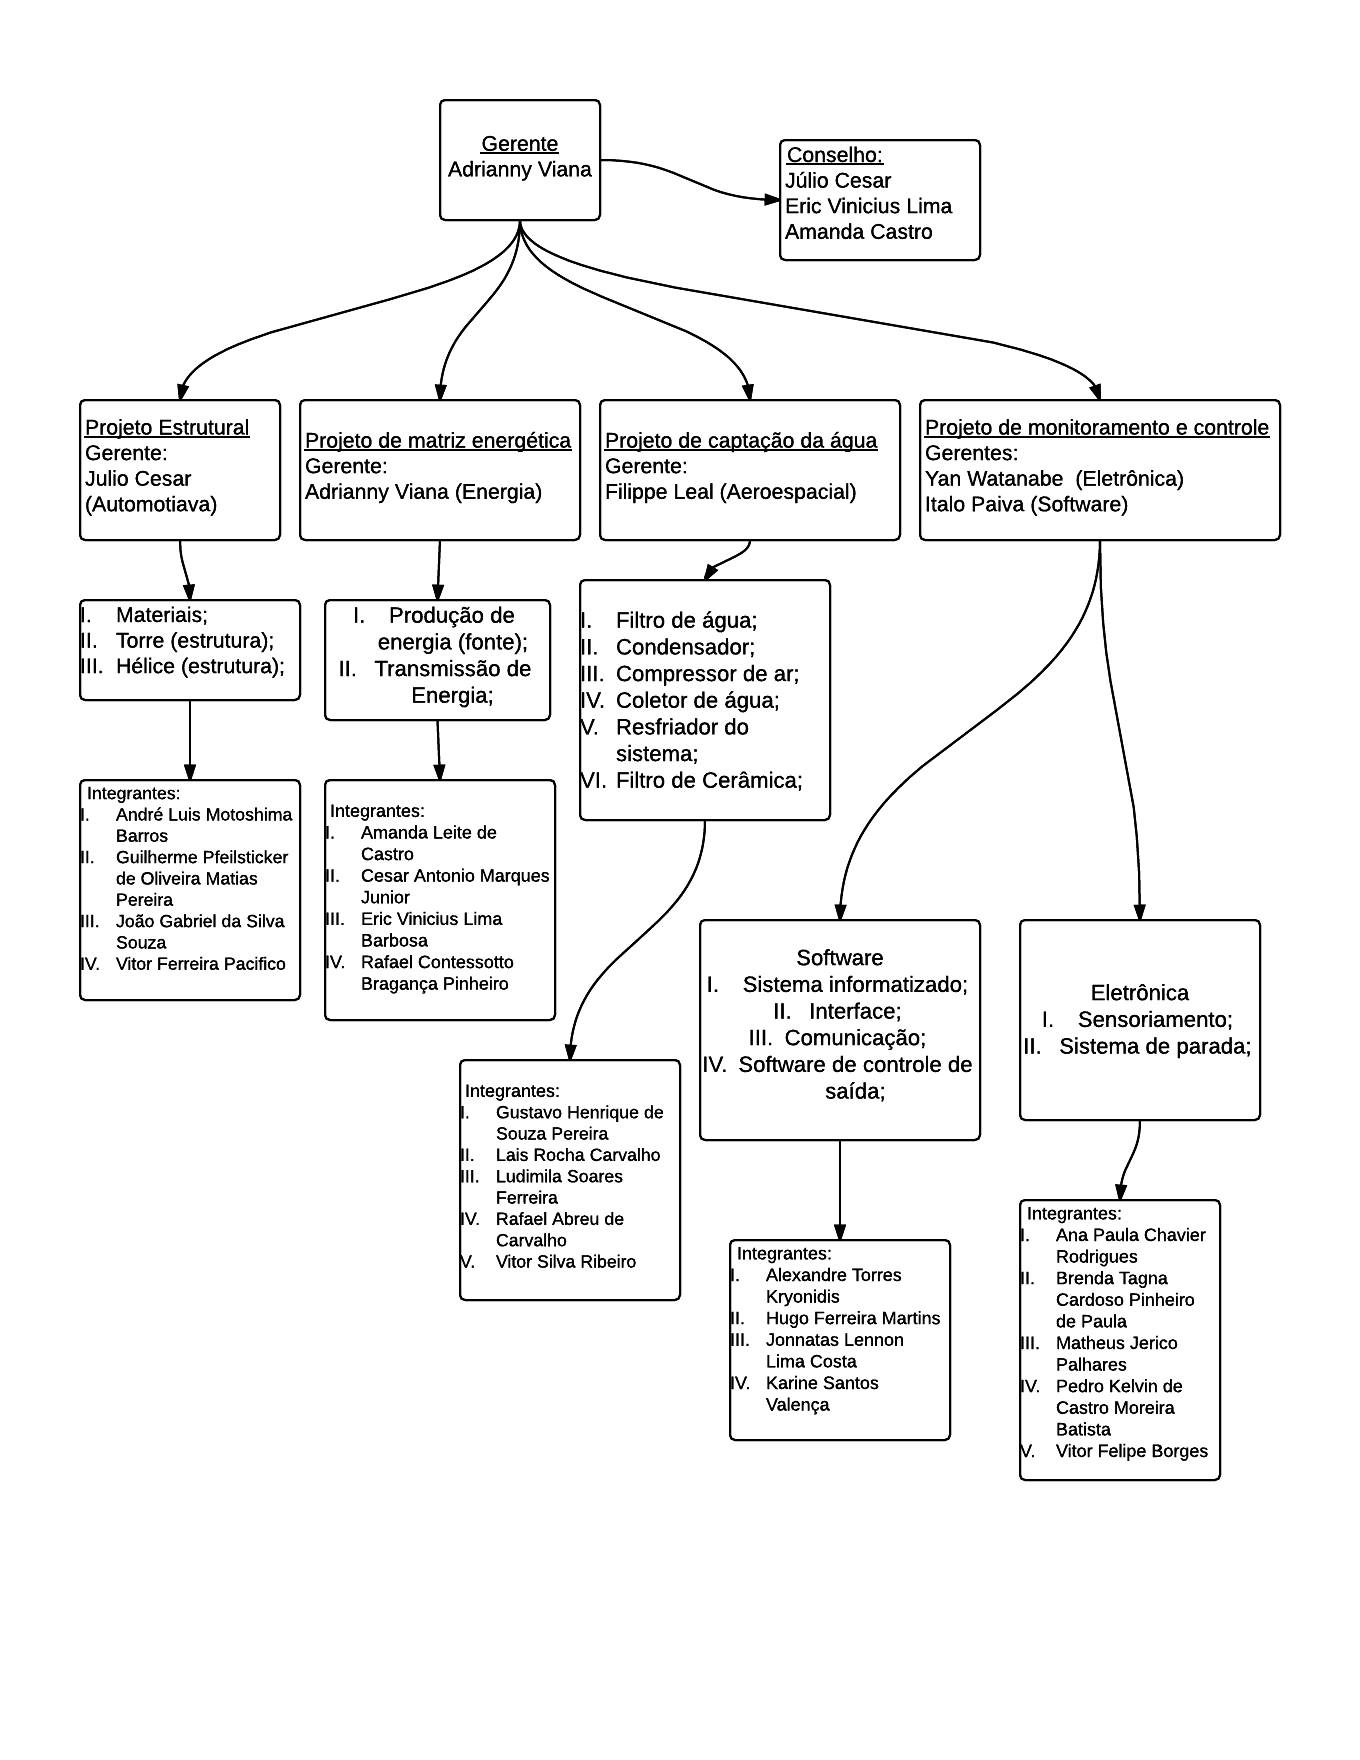 Gerente
Adrianny Viana
Conselho:
Júlio Cesar
Eric Vinicius Lima
Amanda Castro
Projeto Estrutural
Gerente:
Julio Cesar
(Automotiava)
Projeto de matriz energética
Gerente:
Adrianny Viana (Energia)
Projeto de captação da água
Gerente:
Filippe Leal (Aeroespacial)
Projeto de monitoramento e controle
Gerentes:
Yan Watanabe  (Eletrônica)
Italo Paiva (Software)
I. Materiais;
II. Torre (estrutura);
III. Hélice (estrutura);
I. Produção de
energia (fonte);
II. Transmissão de
Energia;
I. Filtro de água;
II. Condensador;
III. Compressor de ar;
IV. Coletor de água;
V. Resfriador do
sistema;
VI. Filtro de Cerâmica;
Integrantes:
I. André Luis Motoshima
Barros
II. Guilherme Pfeilsticker
de Oliveira Matias
Pereira
III. João Gabriel da Silva
Souza
IV. Vitor Ferreira Pacifico
Integrantes:
I. Amanda Leite de
Castro
II. Cesar Antonio Marques
Junior
III. Eric Vinicius Lima
Barbosa
IV. Rafael Contessotto
Bragança Pinheiro
Software
I. Sistema informatizado;
II. Interface;
III. Comunicação;
IV. Software de controle de
saída;
Eletrônica
I. Sensoriamento;
II. Sistema de parada;
Integrantes:
I. Gustavo Henrique de
Souza Pereira
II. Lais Rocha Carvalho
III. Ludimila Soares
Ferreira
IV. Rafael Abreu de
Carvalho
V. Vitor Silva Ribeiro
Integrantes:
I. Alexandre Torres
Kryonidis
II. Hugo Ferreira Martins
III. Jonnatas Lennon
Lima Costa
IV. Karine Santos
Valença
Integrantes:
I. Ana Paula Chavier
Rodrigues
II. Brenda Tagna
Cardoso Pinheiro
de Paula
III. Matheus Jerico
Palhares
IV. Pedro Kelvin de
Castro Moreira
Batista
V. Vitor Felipe Borges